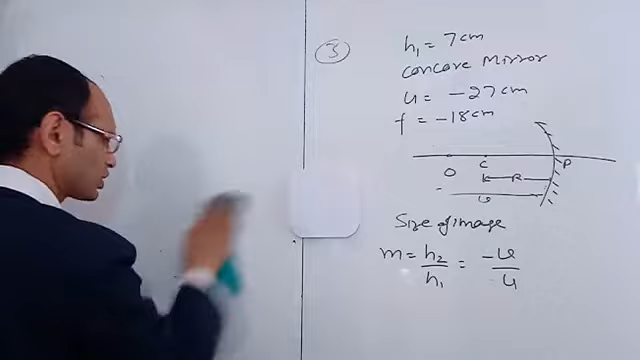 3
h₁ = 7cm
Concave Mirror
u = -27cm
f = -18cm
O C P
R
u
Size of image
m = h₂/h₁ = -v/u